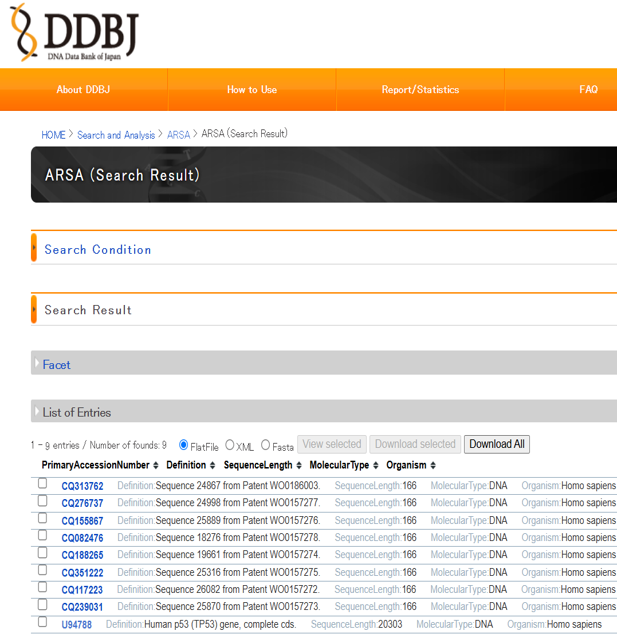 DDBJ
DNA Data Bank of Japan
About DDBJ How to Use Report/Statistics FAQ
HOME > Search and Analysis > ARSA > ARSA (Search Result)
ARSA (Search Result)
Search Condition
Search Result
Facet
List of Entries
1 - 9 entries / Number of founds: 9 FlatFile XML Fasta View selected Download selected Download All
PrimaryAccessionNumber Definition SequenceLength MolecularType Organism
CQ313762 Definition:Sequence 24867 from Patent WO0186003. SequenceLength:166 MolecularType:DNA Organism:Homo sapiens
CQ276737 Definition:Sequence 24998 from Patent WO0157277. SequenceLength:166 MolecularType:DNA Organism:Homo sapiens
CQ155867 Definition:Sequence 25889 from Patent WO0157276. SequenceLength:166 MolecularType:DNA Organism:Homo sapiens
CQ082476 Definition:Sequence 18276 from Patent WO0157278. SequenceLength:166 MolecularType:DNA Organism:Homo sapiens
CQ188265 Definition:Sequence 19661 from Patent WO0157274. SequenceLength:166 MolecularType:DNA Organism:Homo sapiens
CQ351222 Definition:Sequence 25316 from Patent WO0157275. SequenceLength:166 MolecularType:DNA Organism:Homo sapiens
CQ117223 Definition:Sequence 26082 from Patent WO0157272. SequenceLength:166 MolecularType:DNA Organism:Homo sapiens
CQ239031 Definition:Sequence 25870 from Patent WO0157273. SequenceLength:166 MolecularType:DNA Organism:Homo sapiens
U94788 Definition:Human p53 (TP53) gene, complete cds. SequenceLength:20303 MolecularType:DNA Organism:Homo sapiens